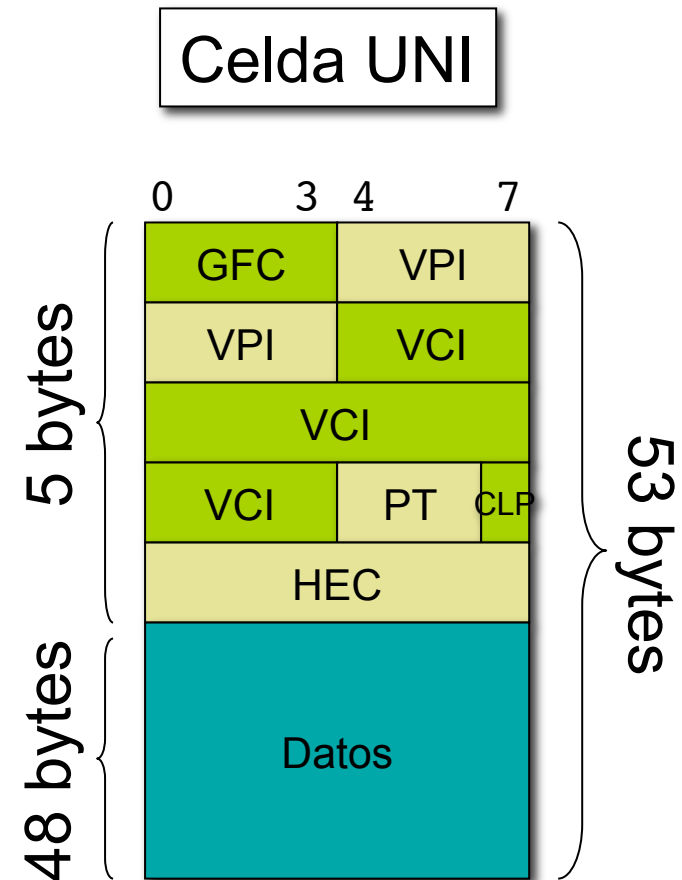 Celda UNI
0 3 4 7
GFC VPI
VPI VCI
VCI
VCI PT CLP
HEC
Datos
5 bytes
48 bytes
53 bytes